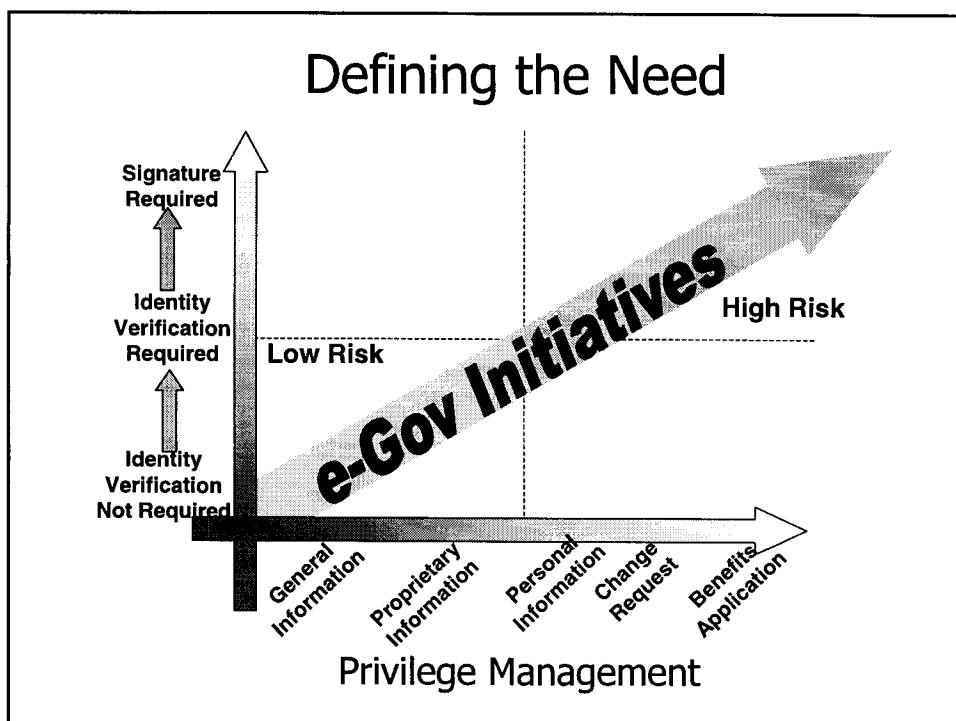 Defining the Need
Signature
Required
Identity
Verification
Required
Identity
Verification
Not Required
Low Risk
High Risk
e-Gov Initiatives
General
Information
Proprietary
Information
Personal
Information
Change
Request
Benefits
Application
Privilege Management